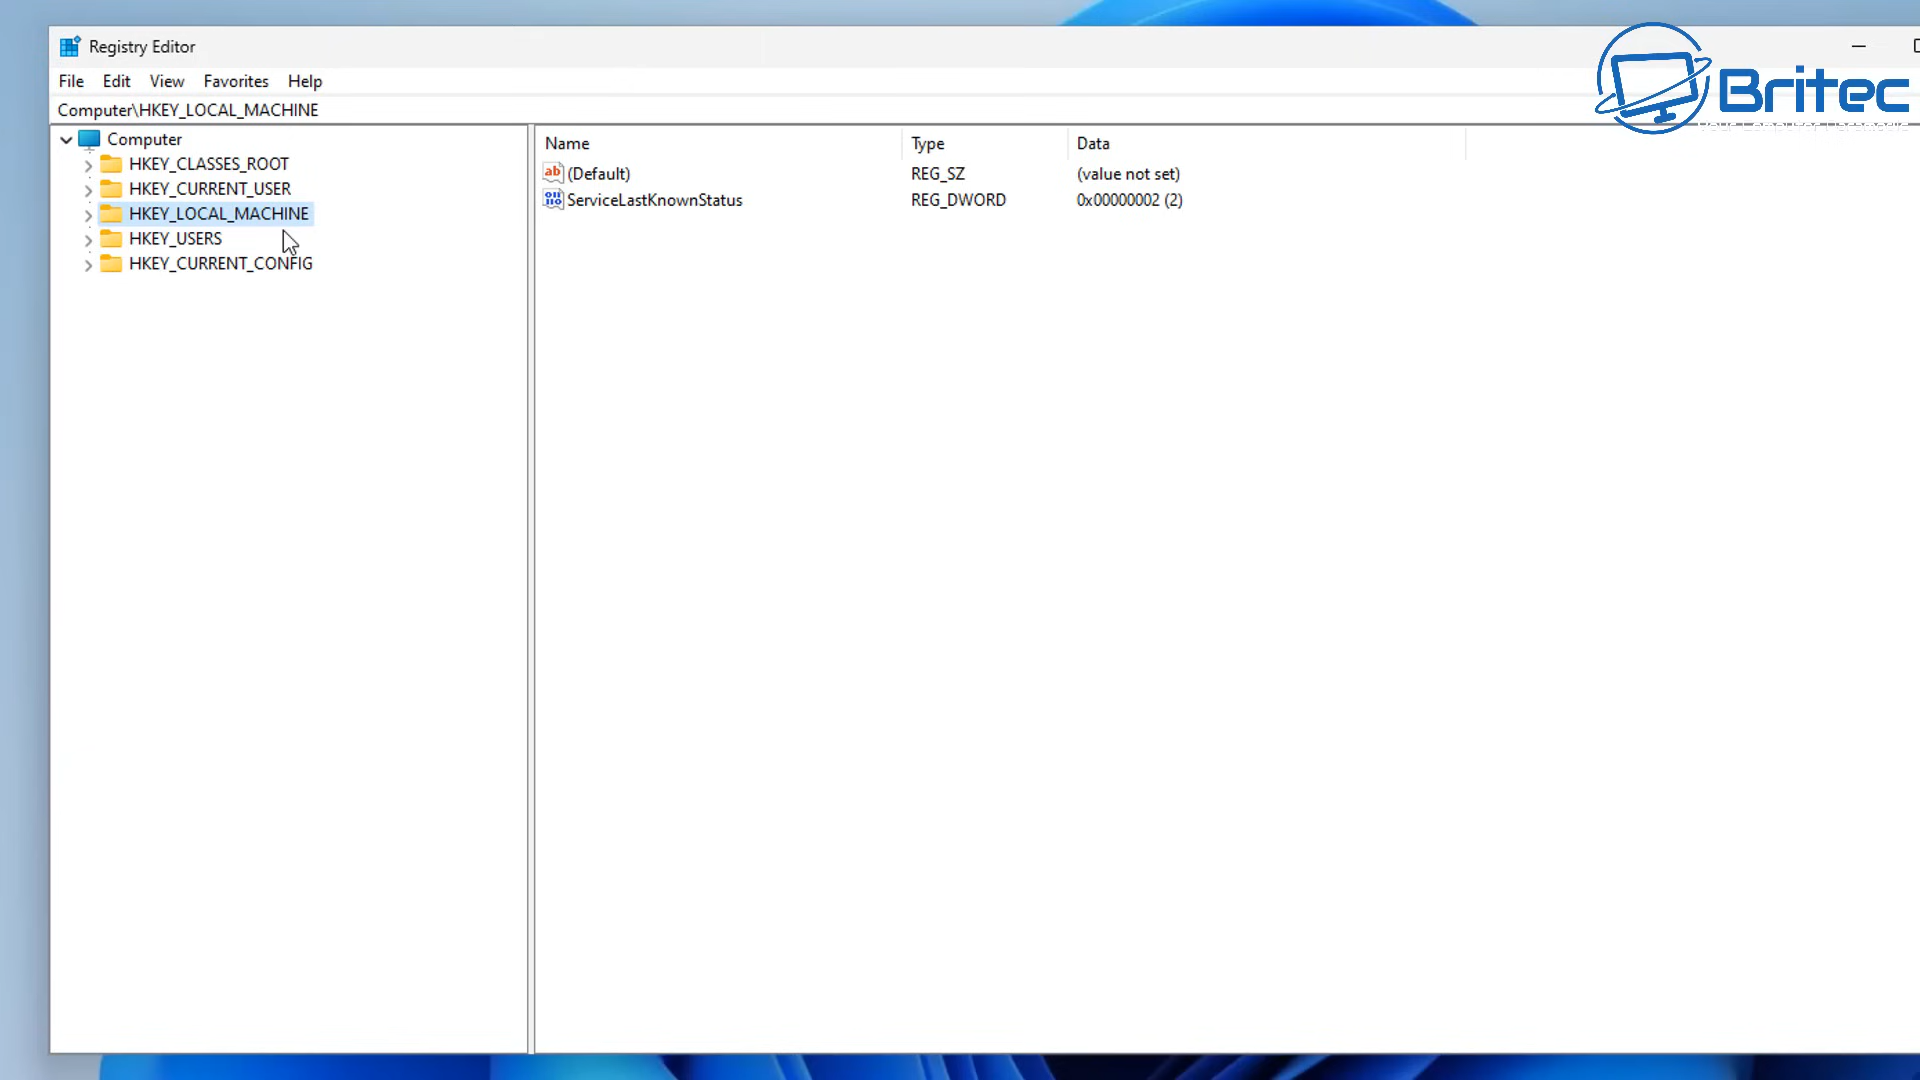 Registry Editor
Britec
File Edit View Favorites Help
Computer\HKEY_LOCAL_MACHINE
Computer
HKEY_CLASSES_ROOT
HKEY_CURRENT_USER
HKEY_LOCAL_MACHINE
HKEY_USERS
HKEY_CURRENT_CONFIG
Name Type Data
ab (Default) REG_SZ (value not set)
ServiceLastKnownStatus REG_DWORD 0x00000002 (2)